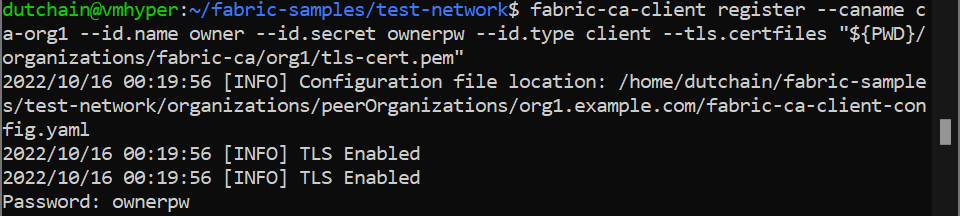 dutchain@vmhyper:~/fabric-samples/test-network$ fabric-ca-client register --caname c
a-org1 --id.name owner --id.secret ownerpw --id.type client --tls.certfiles "${PWD}/
organizations/fabric-ca/org1/tls-cert.pem"
2022/10/16 00:19:56 [INFO] Configuration file location: /home/dutchain/fabric-sample
s/test-network/organizations/peerOrganizations/org1.example.com/fabric-ca-client-con
fig.yaml
2022/10/16 00:19:56 [INFO] TLS Enabled
2022/10/16 00:19:56 [INFO] TLS Enabled
Password: ownerpw